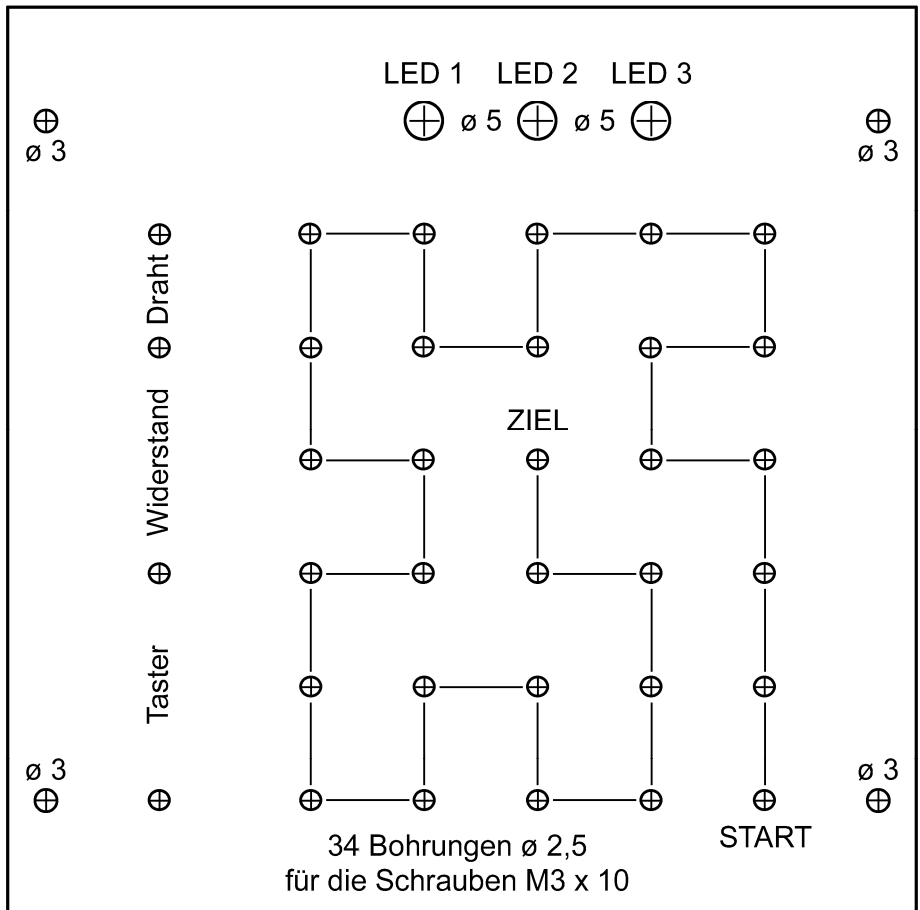 LED 1 LED 2 LED 3
ø 5 ø 5
ø 3
ø 3
Draht
Widerstand
ZIEL
Taster
ø 3
ø 3
START
34 Bohrungen ø 2,5
für die Schrauben M3 x 10